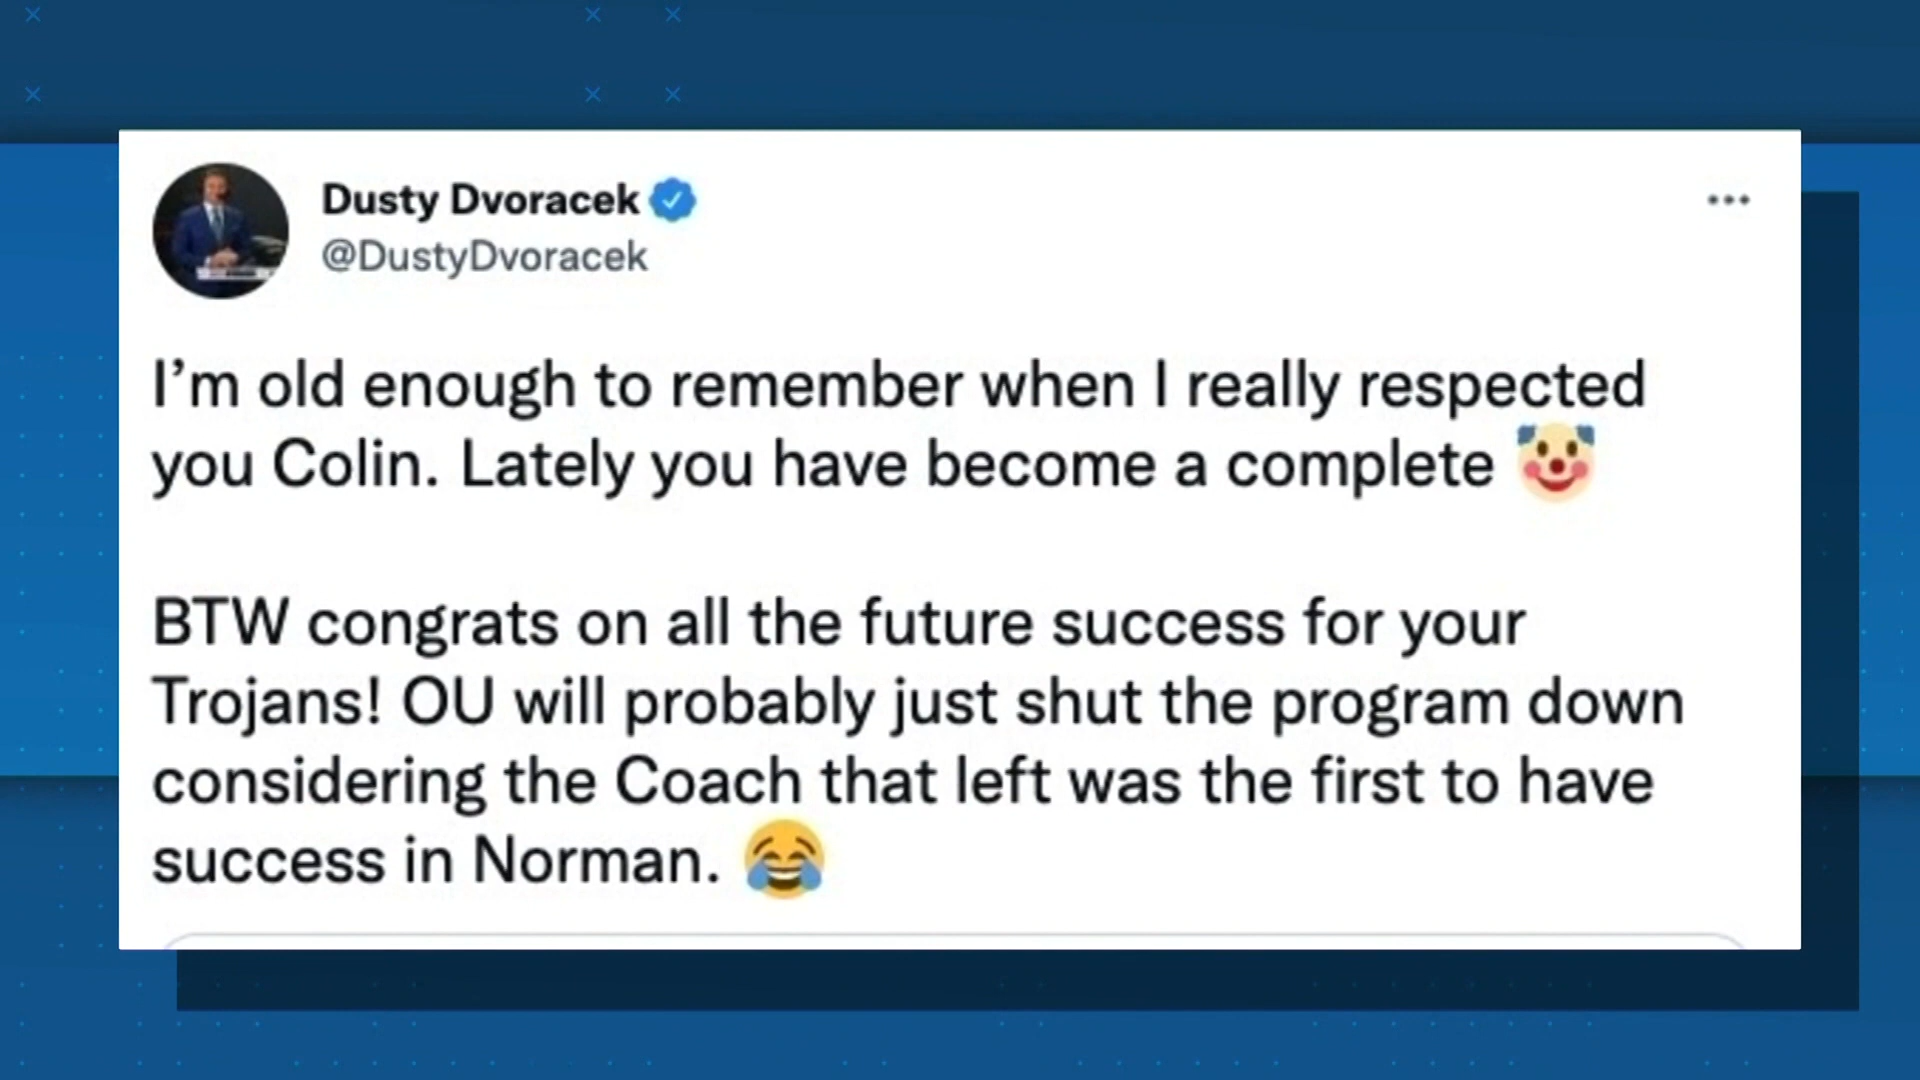 Dusty Dvoracek
@DustyDvoracek
I’m old enough to remember when I really respected
you Colin. Lately you have become a complete 🤡
BTW congrats on all the future success for your
Trojans! OU will probably just shut the program down
considering the Coach that left was the first to have
success in Norman. 😂